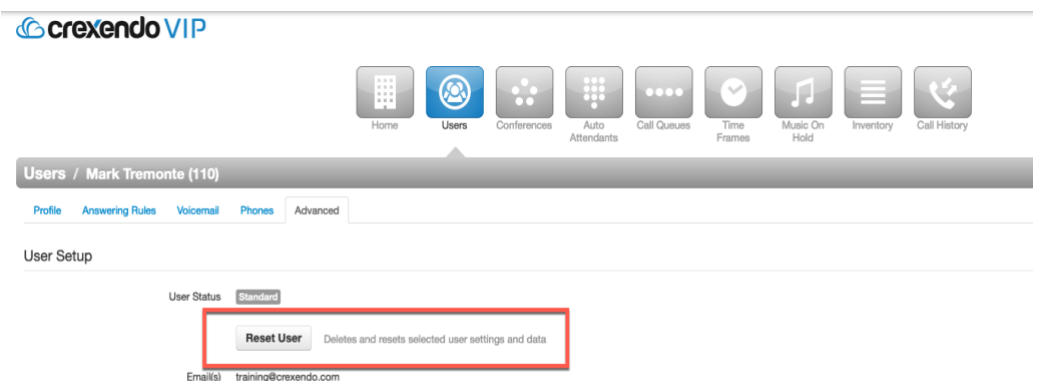 crexendo VIP
Home
Users
Conferences
Auto
Attendants
Call Queues
Time
Frames
Music On
Hold
Inventory
Call History
Users / Mark Tremonte (110)
Profile Answering Rules Voicemail Phones Advanced
User Setup
User Status Standard
Reset User Deletes and resets selected user settings and data
Email(s) training@crexendo.com